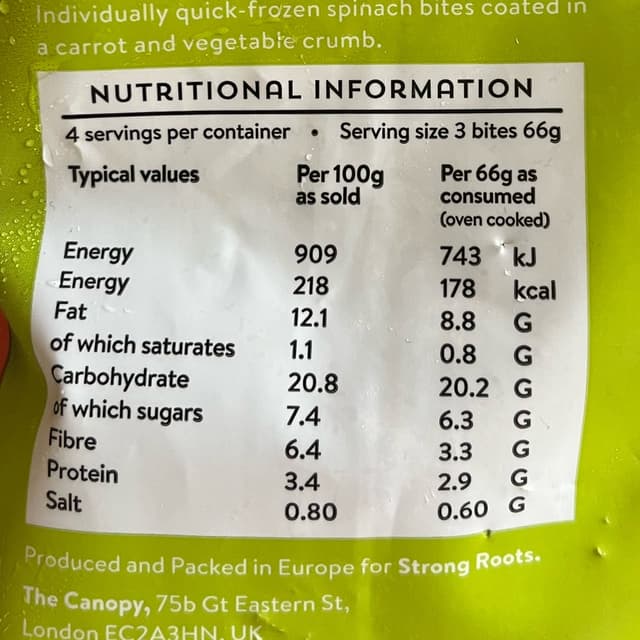 Individually quick-frozen spinach bites coated in
a carrot and vegetable crumb.
NUTRITIONAL INFORMATION
4 servings per container • Serving size 3 bites 66g
Typical values Per 100g as sold Per 66g as consumed (oven cooked)
Energy 909 743 kJ
Energy 218 178 kcal
Fat 12.1 8.8 G
of which saturates 1.1 0.8 G
Carbohydrate 20.8 20.2 G
of which sugars 7.4 6.3 G
Fibre 6.4 3.3 G
Protein 3.4 2.9 G
Salt 0.80 0.60 G
Produced and Packed in Europe for Strong Roots.
The Canopy, 75b Gt Eastern St,
London EC2A3HN, UK